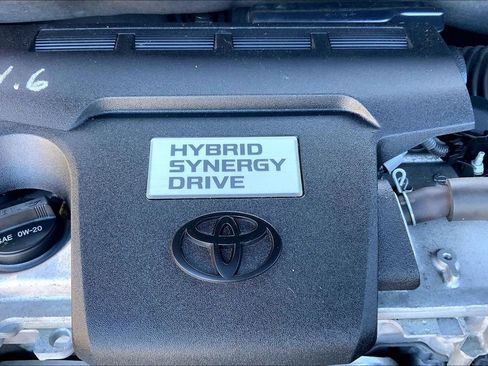 HYBRID
SYNERGY
DRIVE
SAE 0W-20